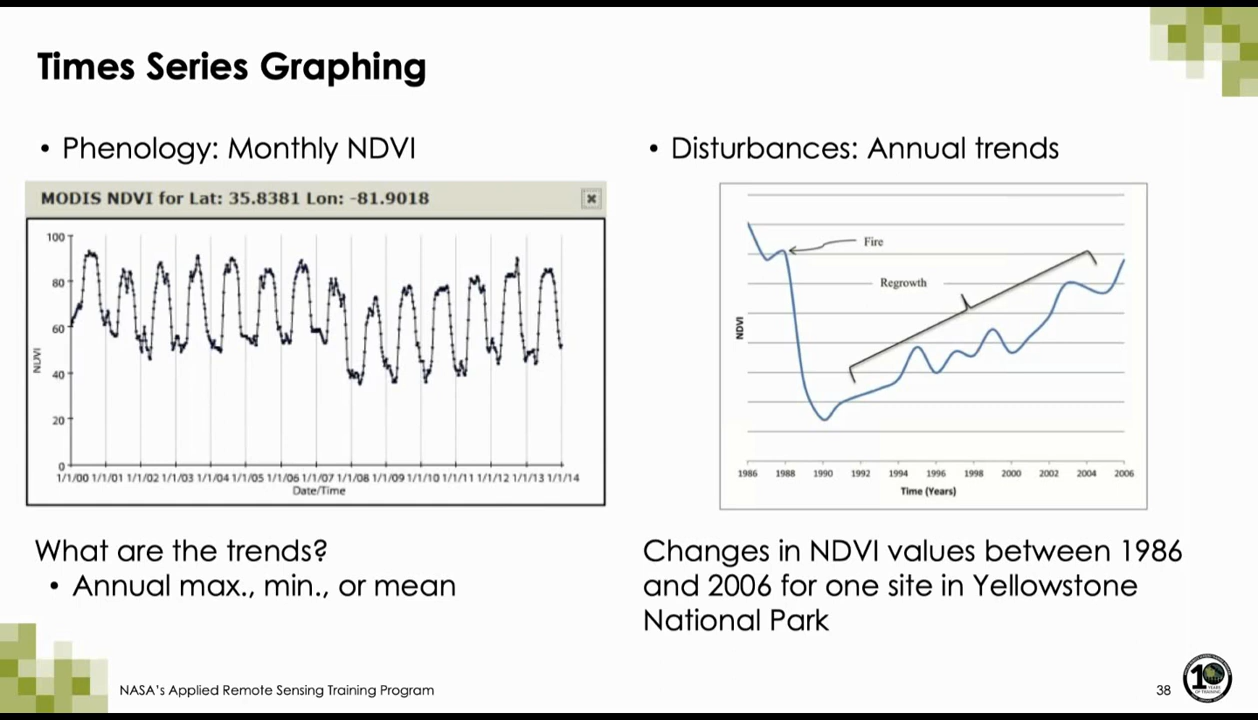 Times Series Graphing
• Phenology: Monthly NDVI
MODIS NDVI for Lat: 35.8381 Lon: -81.9018
100
80
60
40
20
0
NDVI
1/1/00 1/1/01 1/1/02 1/1/03 1/1/04 1/1/05 1/1/06 1/1/07 1/1/08 1/1/09 1/1/10 1/1/11 1/1/12 1/1/13 1/1/14
Date/Time
What are the trends?
• Annual max., min., or mean
• Disturbances: Annual trends
Fire
Regrowth
NDVI
1986 1988 1990 1992 1994 1996 1998 2000 2002 2004 2006
Time (Years)
Changes in NDVI values between 1986
and 2006 for one site in Yellowstone
National Park
NASA's Applied Remote Sensing Training Program
38
10
YEARS
OF TRAINING